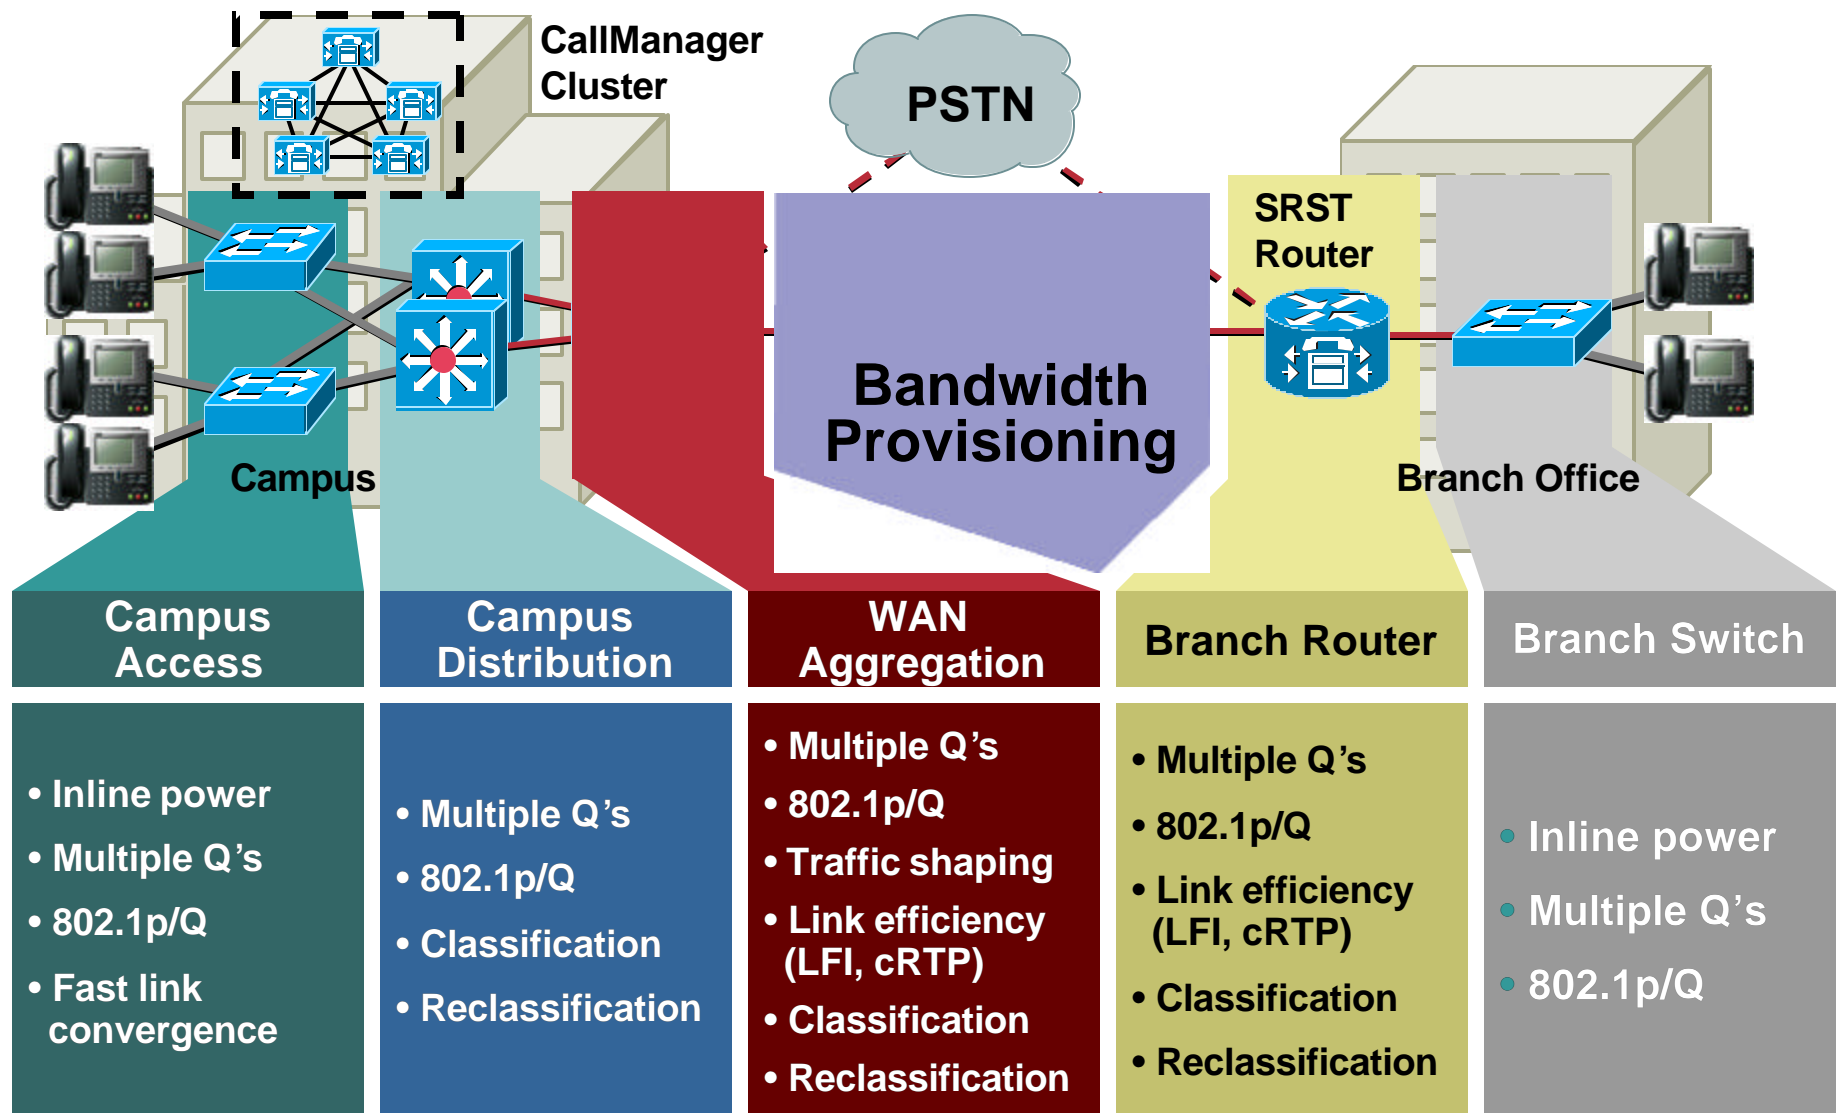 CallManager
Cluster
PSTN
SRST
Router
Bandwidth
Provisioning
Campus
Branch Office
Campus
Access
Campus
Distribution
WAN
Aggregation
Branch Router
Branch Switch
• Inline power
• Multiple Q's
• 802.1p/Q
• Fast link
convergence
• Multiple Q's
• 802.1p/Q
• Classification
• Reclassification
• Multiple Q's
• 802.1p/Q
• Traffic shaping
• Link efficiency
(LFI, cRTP)
• Classification
• Reclassification
• Multiple Q's
• 802.1p/Q
• Link efficiency
(LFI, cRTP)
• Classification
• Reclassification
• Inline power
• Multiple Q's
• 802.1p/Q